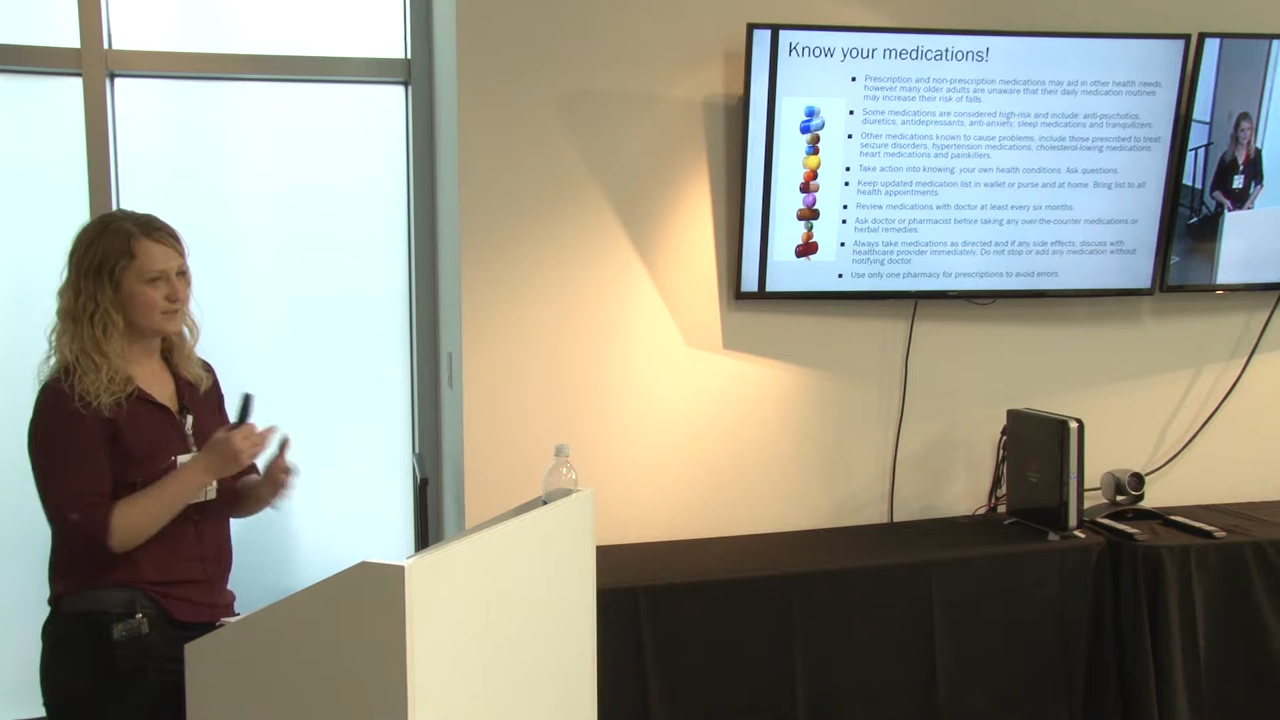 Know your medications!
Prescription and non-prescription medications may aid in other health needs,
however many older adults are unaware that their daily medication routines
may increase their risk of falls.
Some medications are considered high-risk and include: anti-psychotics,
diuretics, antidepressants, anti-anxiety, sleep medications and tranquilizers.
Other medications known to cause problems, include those prescribed to treat
seizure disorders, hypertension medications, cholesterol-lowering medications,
heart medications and painkillers.
Take action into knowing your own health conditions. Ask questions.
Keep updated medication list in wallet or purse and at home. Bring list to all
health appointments.
Review medications with doctor at least every six months.
Ask doctor or pharmacist before taking any over-the-counter medications or
herbal remedies.
Always take medications as directed and if any side effects, discuss with
healthcare provider immediately. Do not stop or add any medication without
notifying doctor.
Use only one pharmacy for prescriptions to avoid errors.